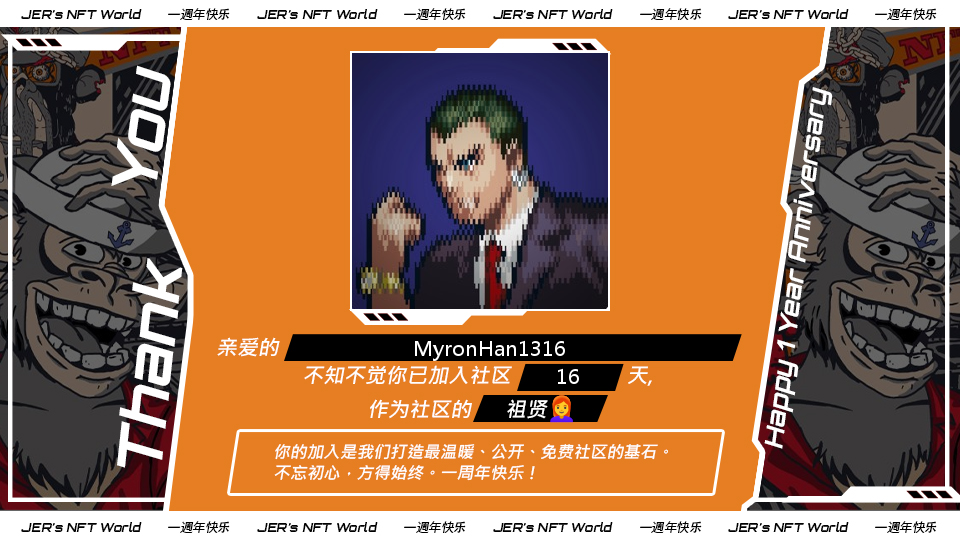 JER's NFT World 一週年快乐 JER's NFT World 一週年快乐 JER's NFT World 一週年快乐 JER's NFT World 一週年快乐
Thank You
亲爱的 MyronHan1316
不知不觉你已加入社区 16 天,
作为社区的 祖贤👩‍🦰
你的加入是我们打造最温暖、公开、免费社区的基石。
不忘初心，方得始终。一周年快乐！
Happy 1 Year Anniversary
JER's NFT World 一週年快乐 JER's NFT World 一週年快乐 JER's NFT World 一週年快乐 JER's NFT World 一週年快乐